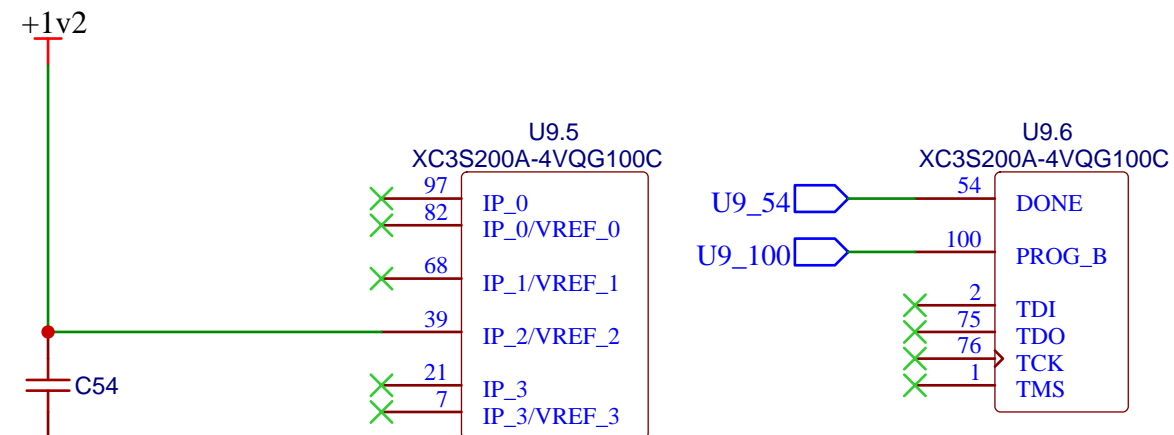 +1v2
U9.5
XC3S200A-4VQG100C
97 IP_0
82 IP_0/VREF_0
68 IP_1/VREF_1
39 IP_2/VREF_2
21 IP_3
7 IP_3/VREF_3
C54
U9.6
XC3S200A-4VQG100C
U9_54 54 DONE
U9_100 100 PROG_B
2 TDI
75 TDO
76 TCK
1 TMS